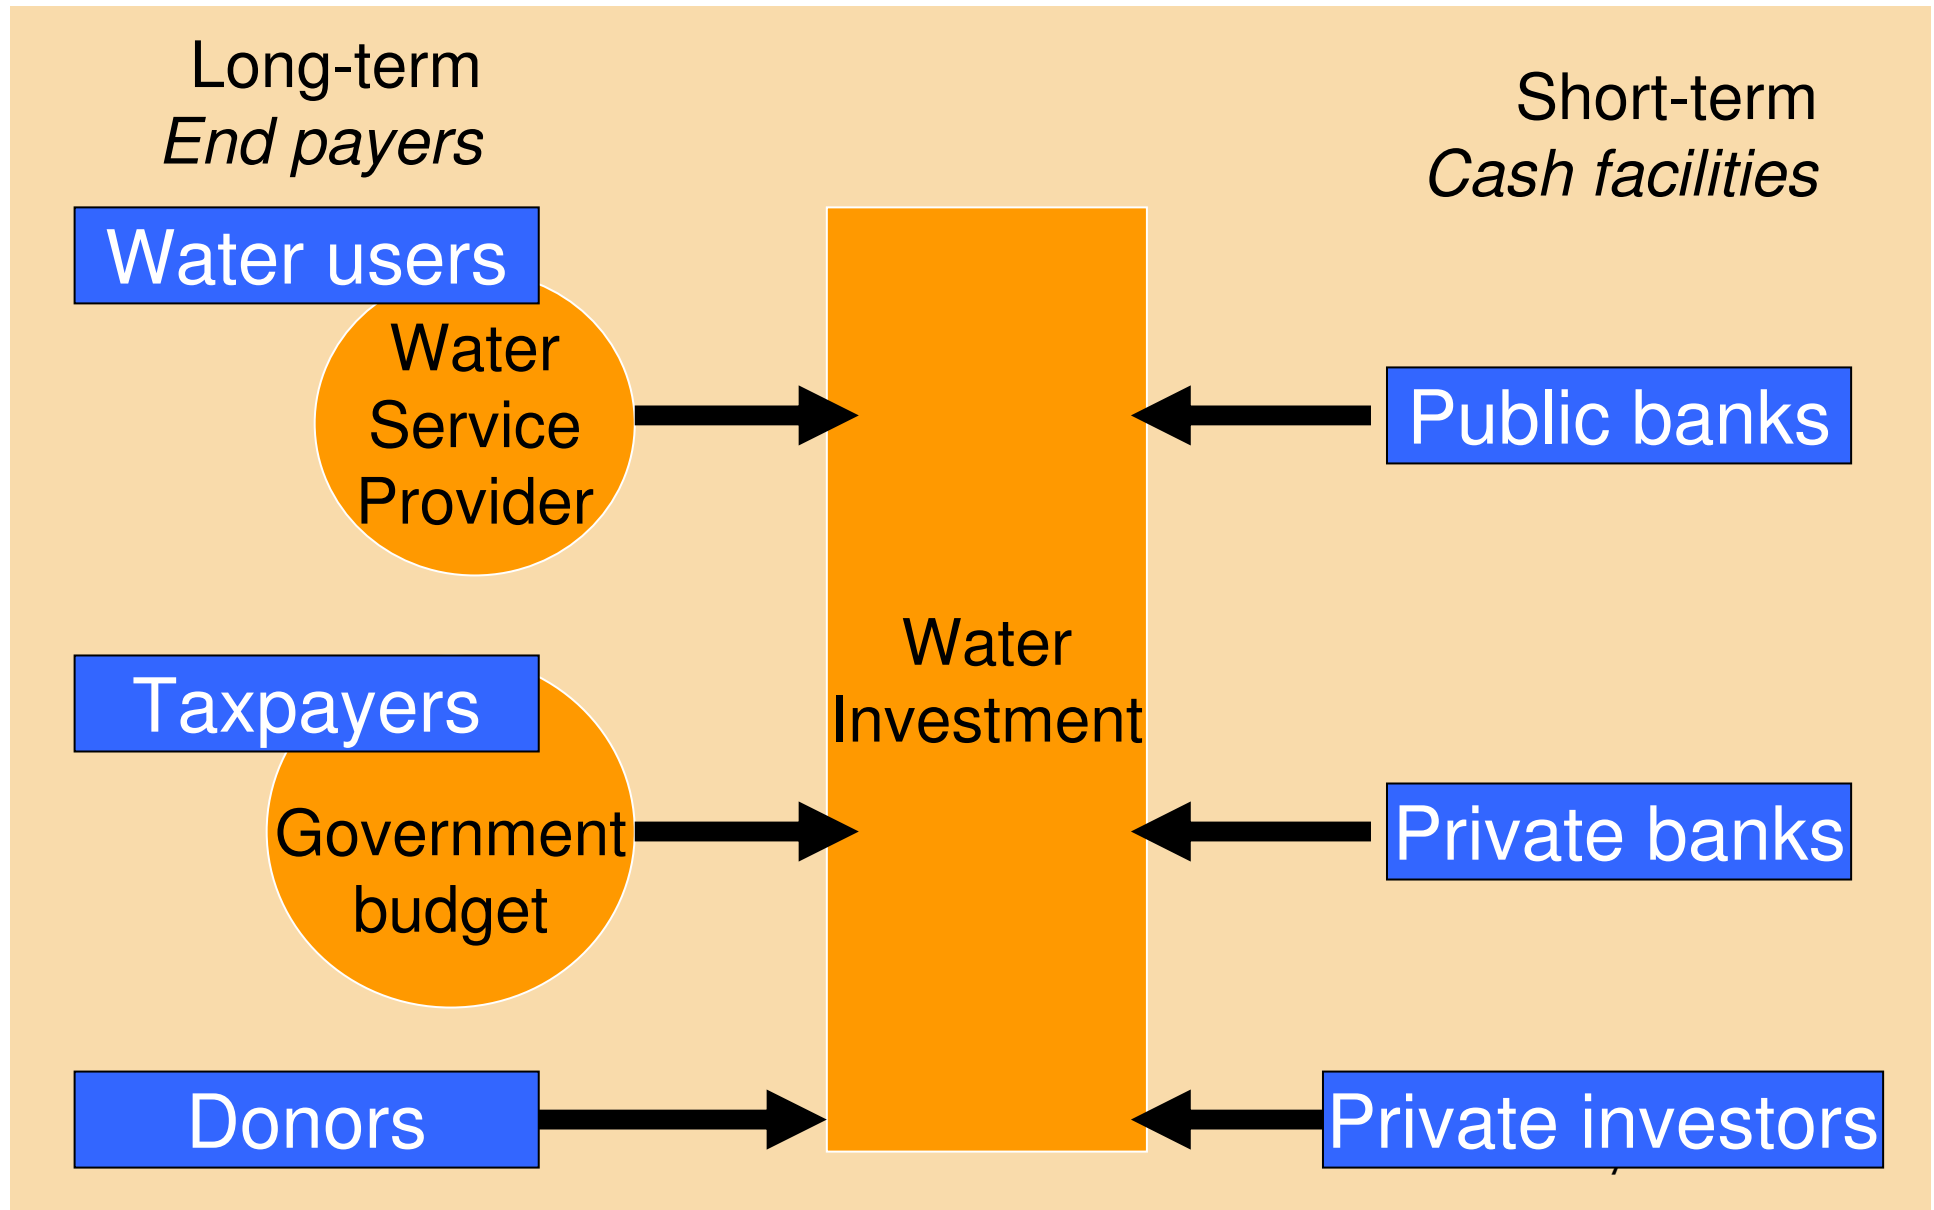 Long-term
End payers
Short-term
Cash facilities
Water users
Water
Service
Provider
Public banks
Water
Investment
Taxpayers
Government
budget
Private banks
Donors
Private investors